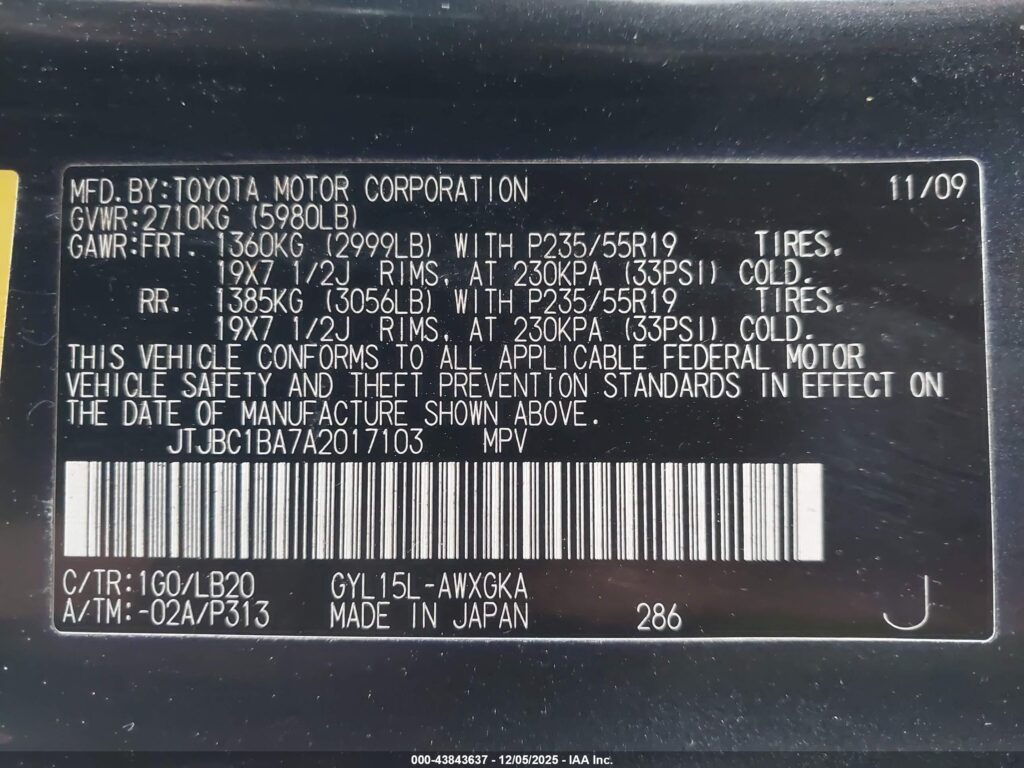 MFD. BY: TOYOTA MOTOR CORPORATION 11/09
GVWR: 2710KG (5980LB)
GAWR: FRT. 1360KG (2999LB) WITH P235/55R19 TIRES.
19X7 1/2J RIMS, AT 230KPA (33PSI) COLD.
RR. 1385KG (3056LB) WITH P235/55R19 TIRES.
19X7 1/2J RIMS, AT 230KPA (33PSI) COLD.
THIS VEHICLE CONFORMS TO ALL APPLICABLE FEDERAL MOTOR
VEHICLE SAFETY AND THEFT PREVENTION STANDARDS IN EFFECT ON
THE DATE OF MANUFACTURE SHOWN ABOVE.
JTJBC1BA7A2017103 MPV
C/TR: 1G0/LB20 GYL15L-AWXGKA
A/TM: -02A/P313 MADE IN JAPAN 286 J
000-43843637 - 12/05/2025 - IAA Inc.